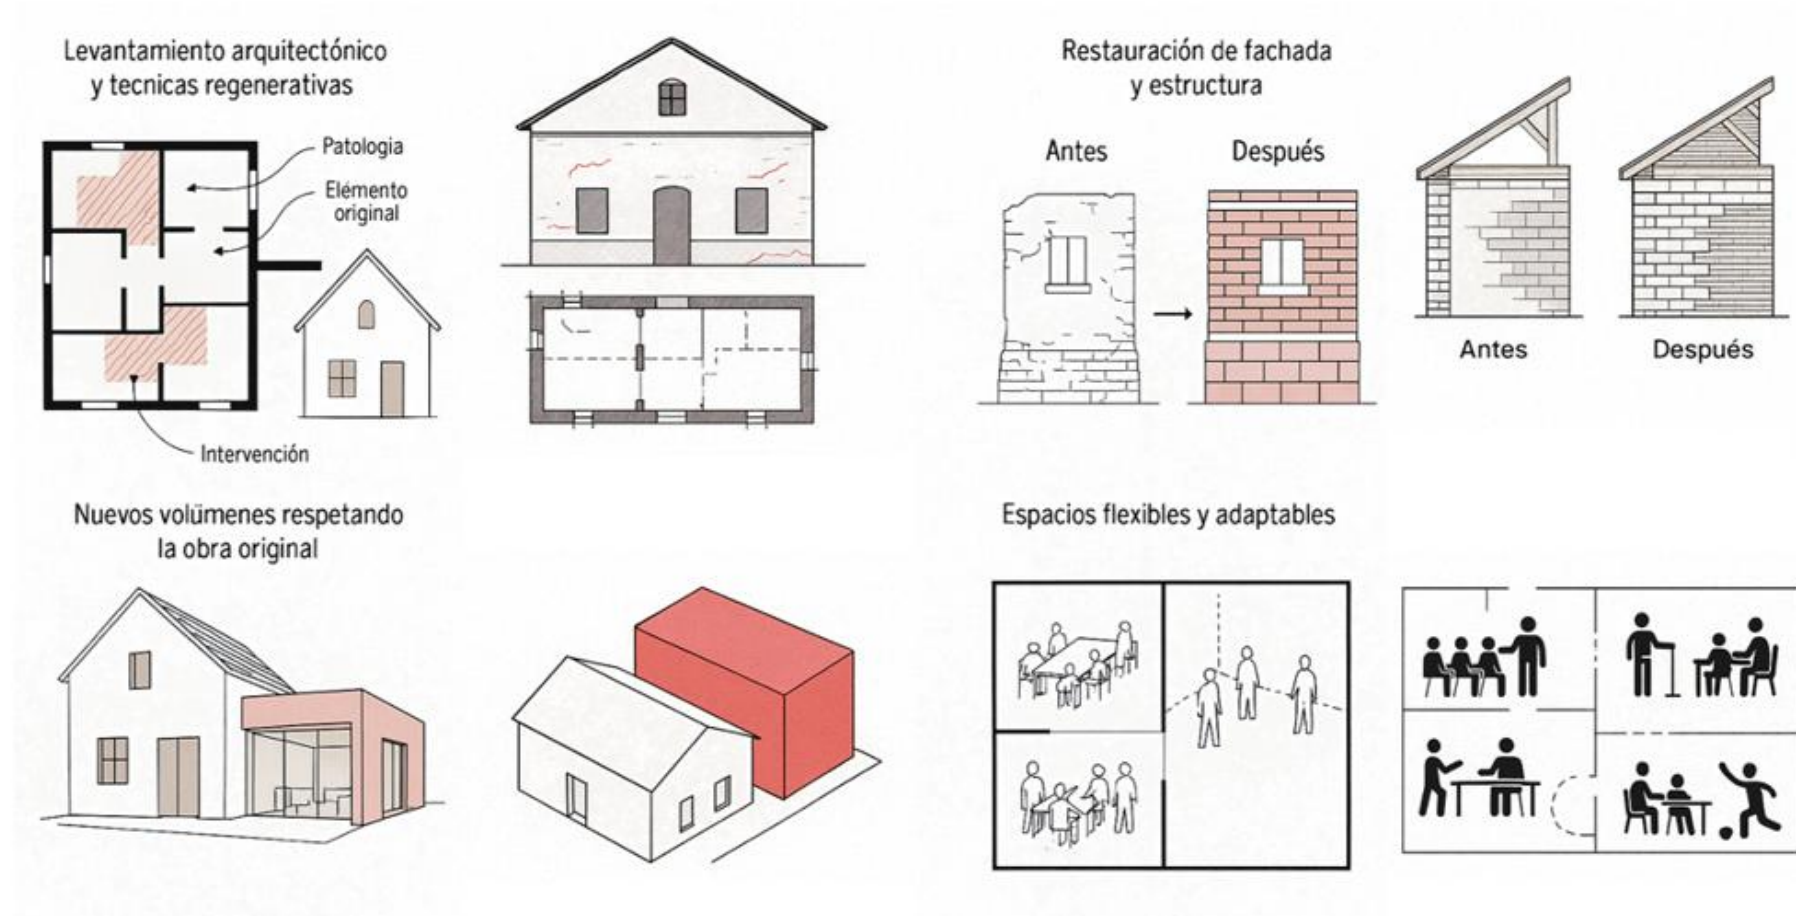 Levantamiento arquitectónico
y tecnicas regenerativas
Patologia
Elémento
original
Intervención
Restauración de fachada
y estructura
Antes
Después
Antes
Después
Nuevos volümenes respetando
la obra original
Espacios flexibles y adaptables